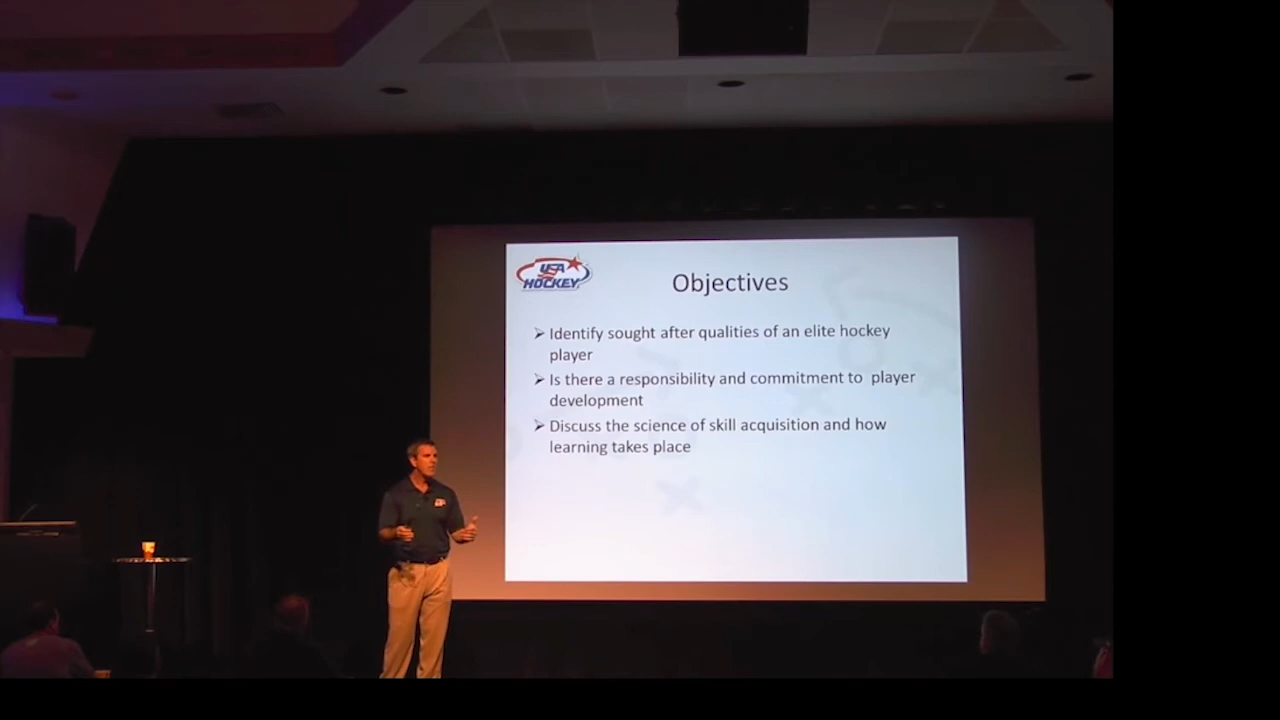 USA
HOCKEY
Objectives
➢ Identify sought after qualities of an elite hockey
player
➢ Is there a responsibility and commitment to  player
development
➢ Discuss the science of skill acquisition and how
learning takes place